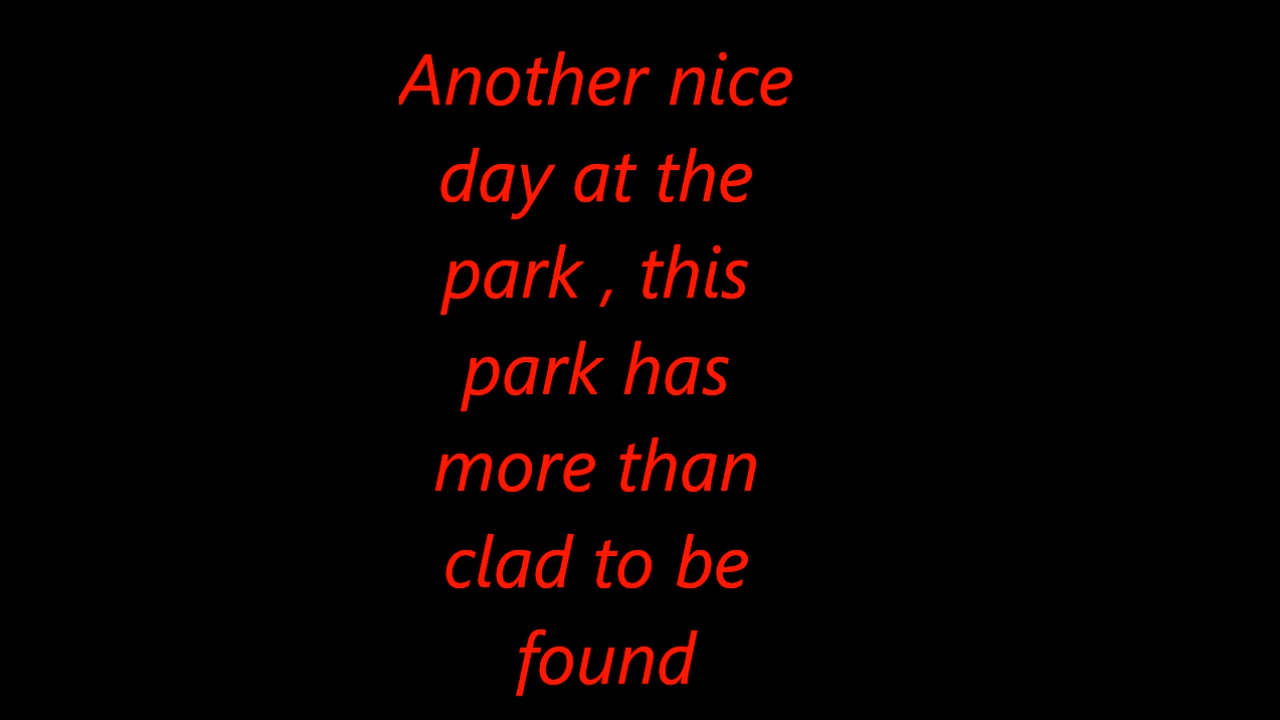 Another nice
day at the
park , this
park has
more than
clad to be
found